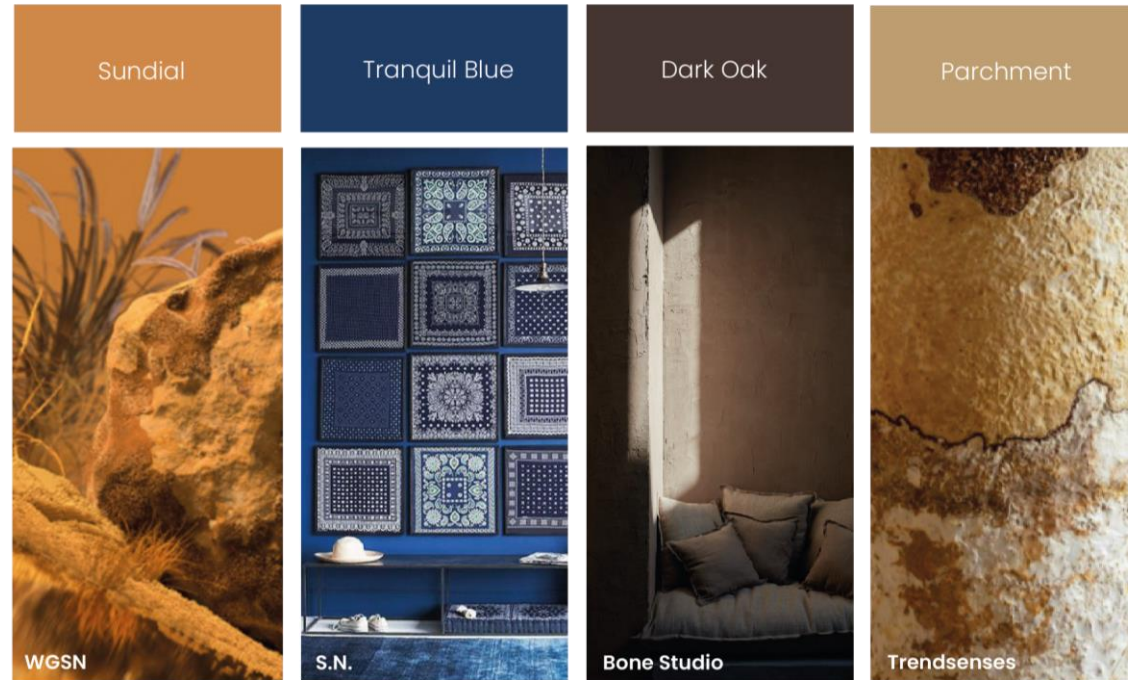 Sundial
Tranquil Blue
Dark Oak
Parchment
WGSN
S.N.
Bone Studio
Trendsenses